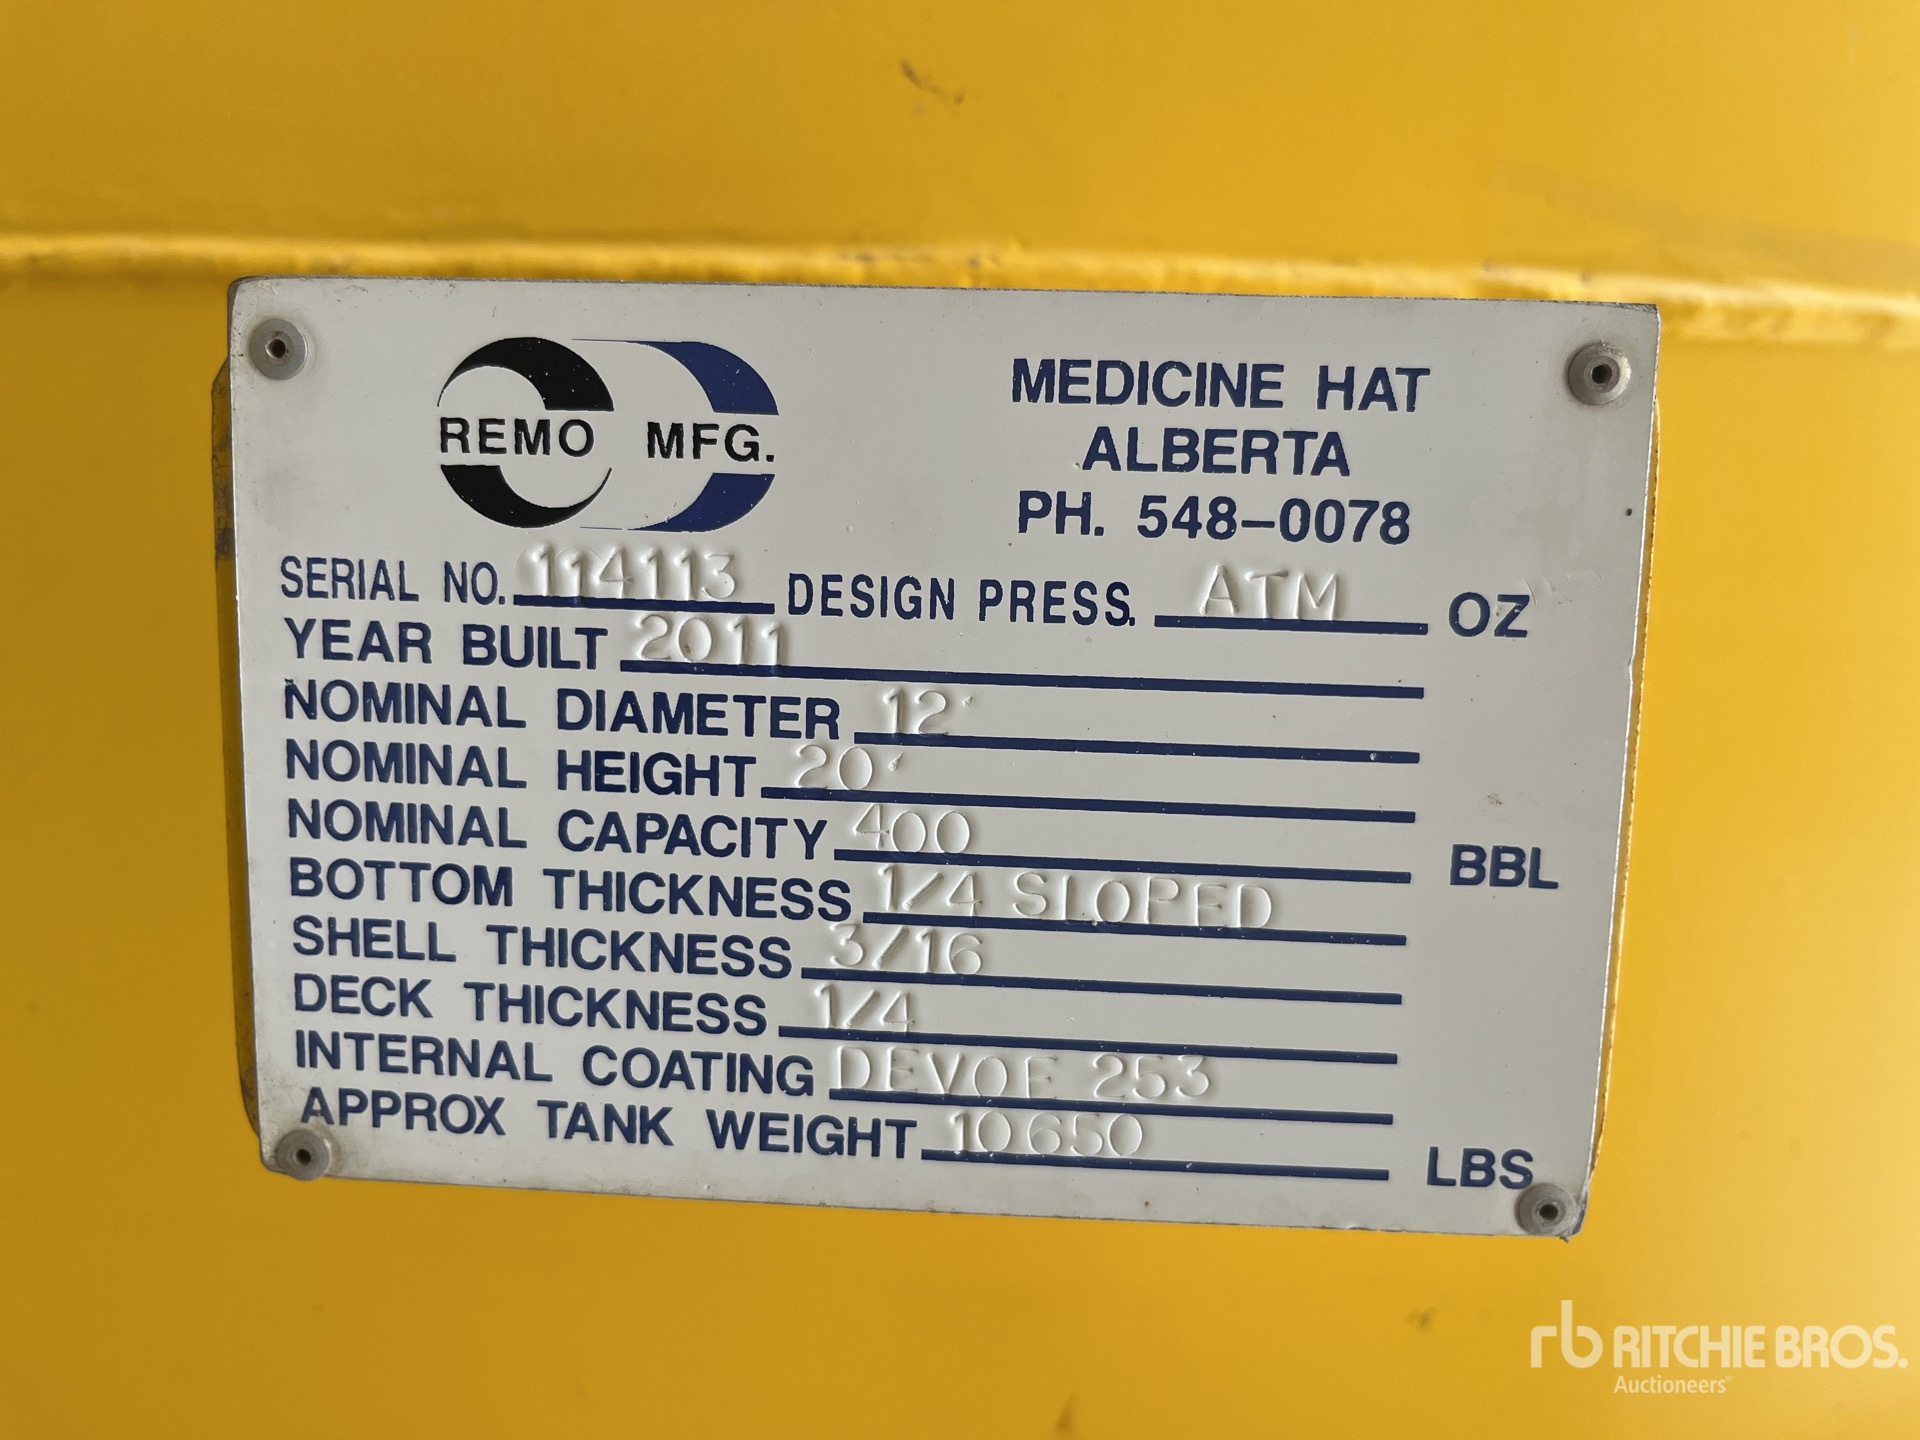 REMO MFG.
MEDICINE HAT
ALBERTA
PH. 548-0078
SERIAL NO. 114113 DESIGN PRESS. ATM OZ
YEAR BUILT 2011
NOMINAL DIAMETER 12'
NOMINAL HEIGHT 20'
NOMINAL CAPACITY 400 BBL
BOTTOM THICKNESS 1/4 SLOPED
SHELL THICKNESS 3/16
DECK THICKNESS 1/4
INTERNAL COATING DEVOE 253
APPROX TANK WEIGHT 10650 LBS
rb RITCHIE BROS.
Auctioneers